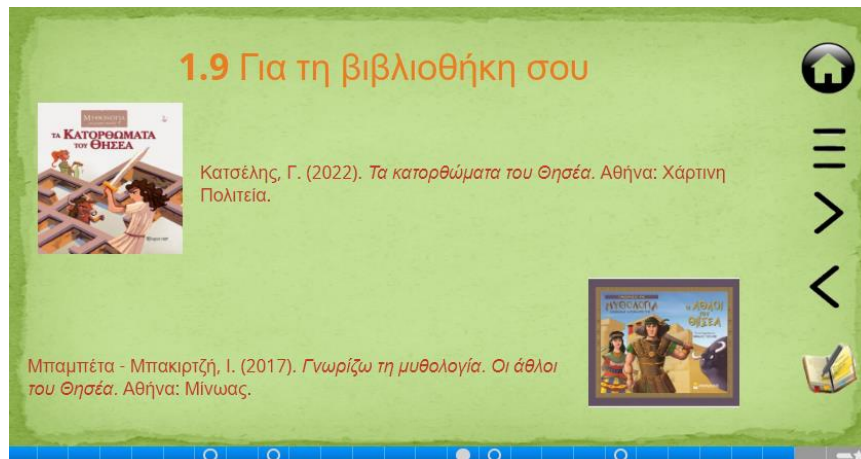 1.9 Για τη βιβλιοθήκη σου
ΜΥΘΟΛΟΓΙΑ
ΤΑ ΚΑΤΟΡΘΩΜΑΤΑ
ΤΟΥ ΘΗΣΕΑ
Κατσέλης, Γ. (2022). Τα κατορθώματα του Θησέα. Αθήνα: Χάρτινη
Πολιτεία.
ΜΥΘΟΛΟΓΙΑ
οι ΑΘΛΟΙ
του
ΘΗΣΕΑ
Μπαμπέτα - Μπακιρτζή, Ι. (2017). Γνωρίζω τη μυθολογία. Οι άθλοι
του Θησέα. Αθήνα: Μίνωας.